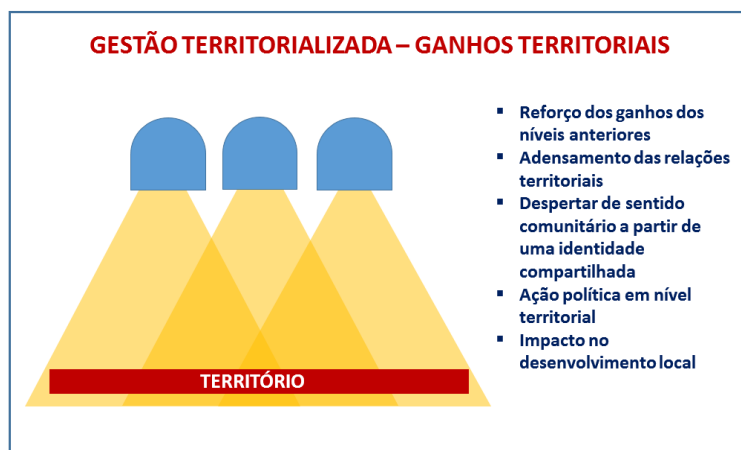 GESTÃO TERRITORIALIZADA – GANHOS TERRITORIAIS
▪ Reforço dos ganhos dos
níveis anteriores
▪ Adensamento das relações
territoriais
▪ Despertar de sentido
comunitário a partir de
uma identidade
compartilhada
▪ Ação política em nível
territorial
▪ Impacto no
desenvolvimento local
TERRITÓRIO